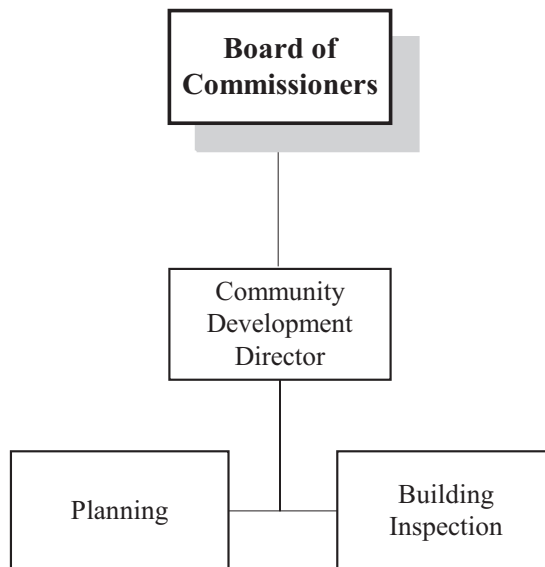 Board of
Commissioners
Community
Development
Director
Planning
Building
Inspection